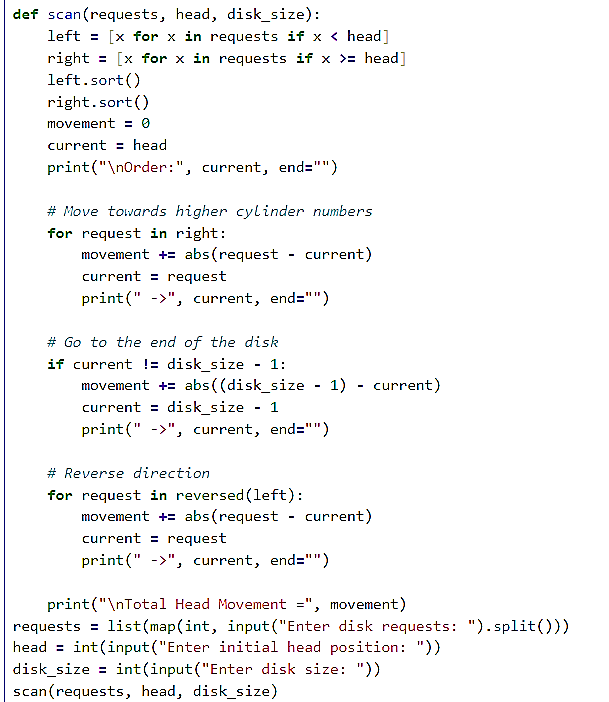 def scan(requests, head, disk_size):
    left = [x for x in requests if x < head]
    right = [x for x in requests if x >= head]
    left.sort()
    right.sort()
    movement = 0
    current = head
    print("\nOrder:", current, end="")

    # Move towards higher cylinder numbers
    for request in right:
        movement += abs(request - current)
        current = request
        print(" ->", current, end="")

    # Go to the end of the disk
    if current != disk_size - 1:
        movement += abs((disk_size - 1) - current)
        current = disk_size - 1
        print(" ->", current, end="")

    # Reverse direction
    for request in reversed(left):
        movement += abs(request - current)
        current = request
        print(" ->", current, end="")

    print("\nTotal Head Movement =", movement)
requests = list(map(int, input("Enter disk requests: ").split()))
head = int(input("Enter initial head position: "))
disk_size = int(input("Enter disk size: "))
scan(requests, head, disk_size)